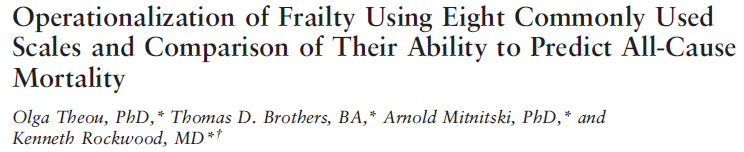 Operationalization of Frailty Using Eight Commonly Used
Scales and Comparison of Their Ability to Predict All-Cause
Mortality
Olga Theou, PhD,* Thomas D. Brothers, BA,* Arnold Mitnitski, PhD,* and
Kenneth Rockwood, MD*†